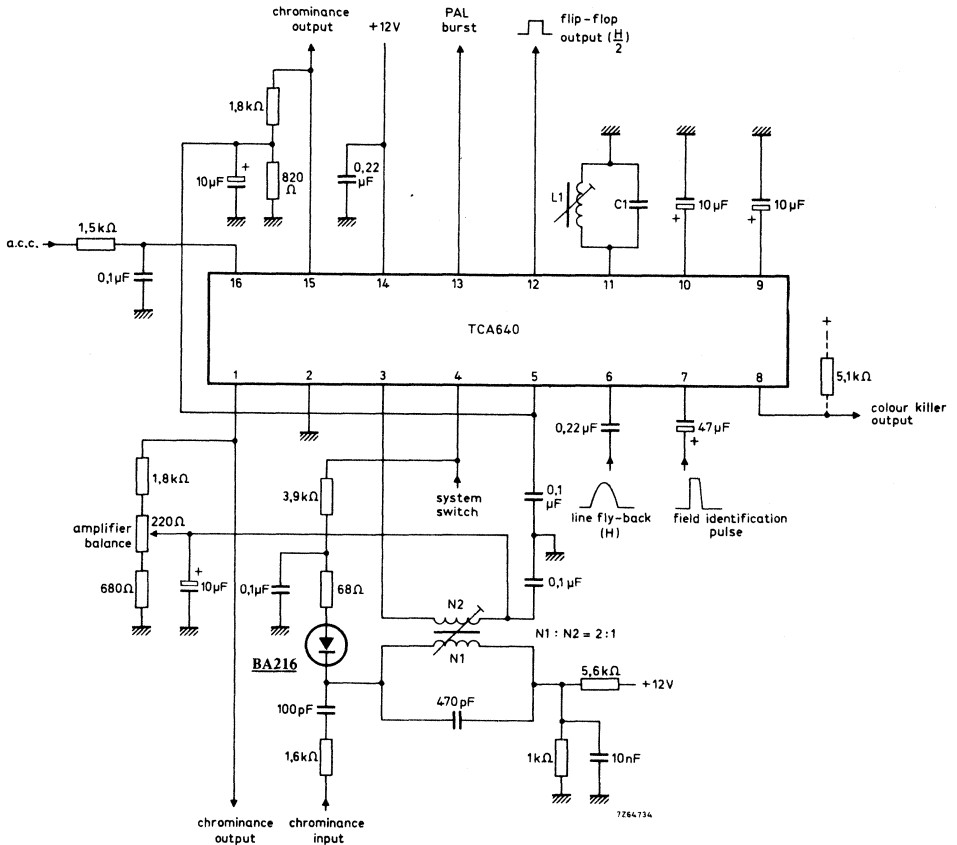 chrominance
output
+12V
PAL
burst
flip-flop
output (H/2)
1,8kΩ
10µF
+
820
Ω
0,22
µF
L1
C1
10µF
+
10µF
+
a.c.c.
1,5kΩ
0,1µF
16
15
14
13
12
11
10
9
TCA640
1
2
3
4
5
6
7
8
+
5,1kΩ
colour killer
output
0,22µF
47µF
+
1,8kΩ
3,9kΩ
system
switch
0,1
µF
line fly-back
(H)
field identification
pulse
amplifier
balance
220Ω
680Ω
+
10µF
0,1µF
68Ω
0,1µF
N2
N1
N1 : N2 = 2:1
BA216
5,6kΩ
+12V
100pF
470pF
1,6kΩ
1kΩ
10nF
chrominance
output
chrominance
input
7Z64734